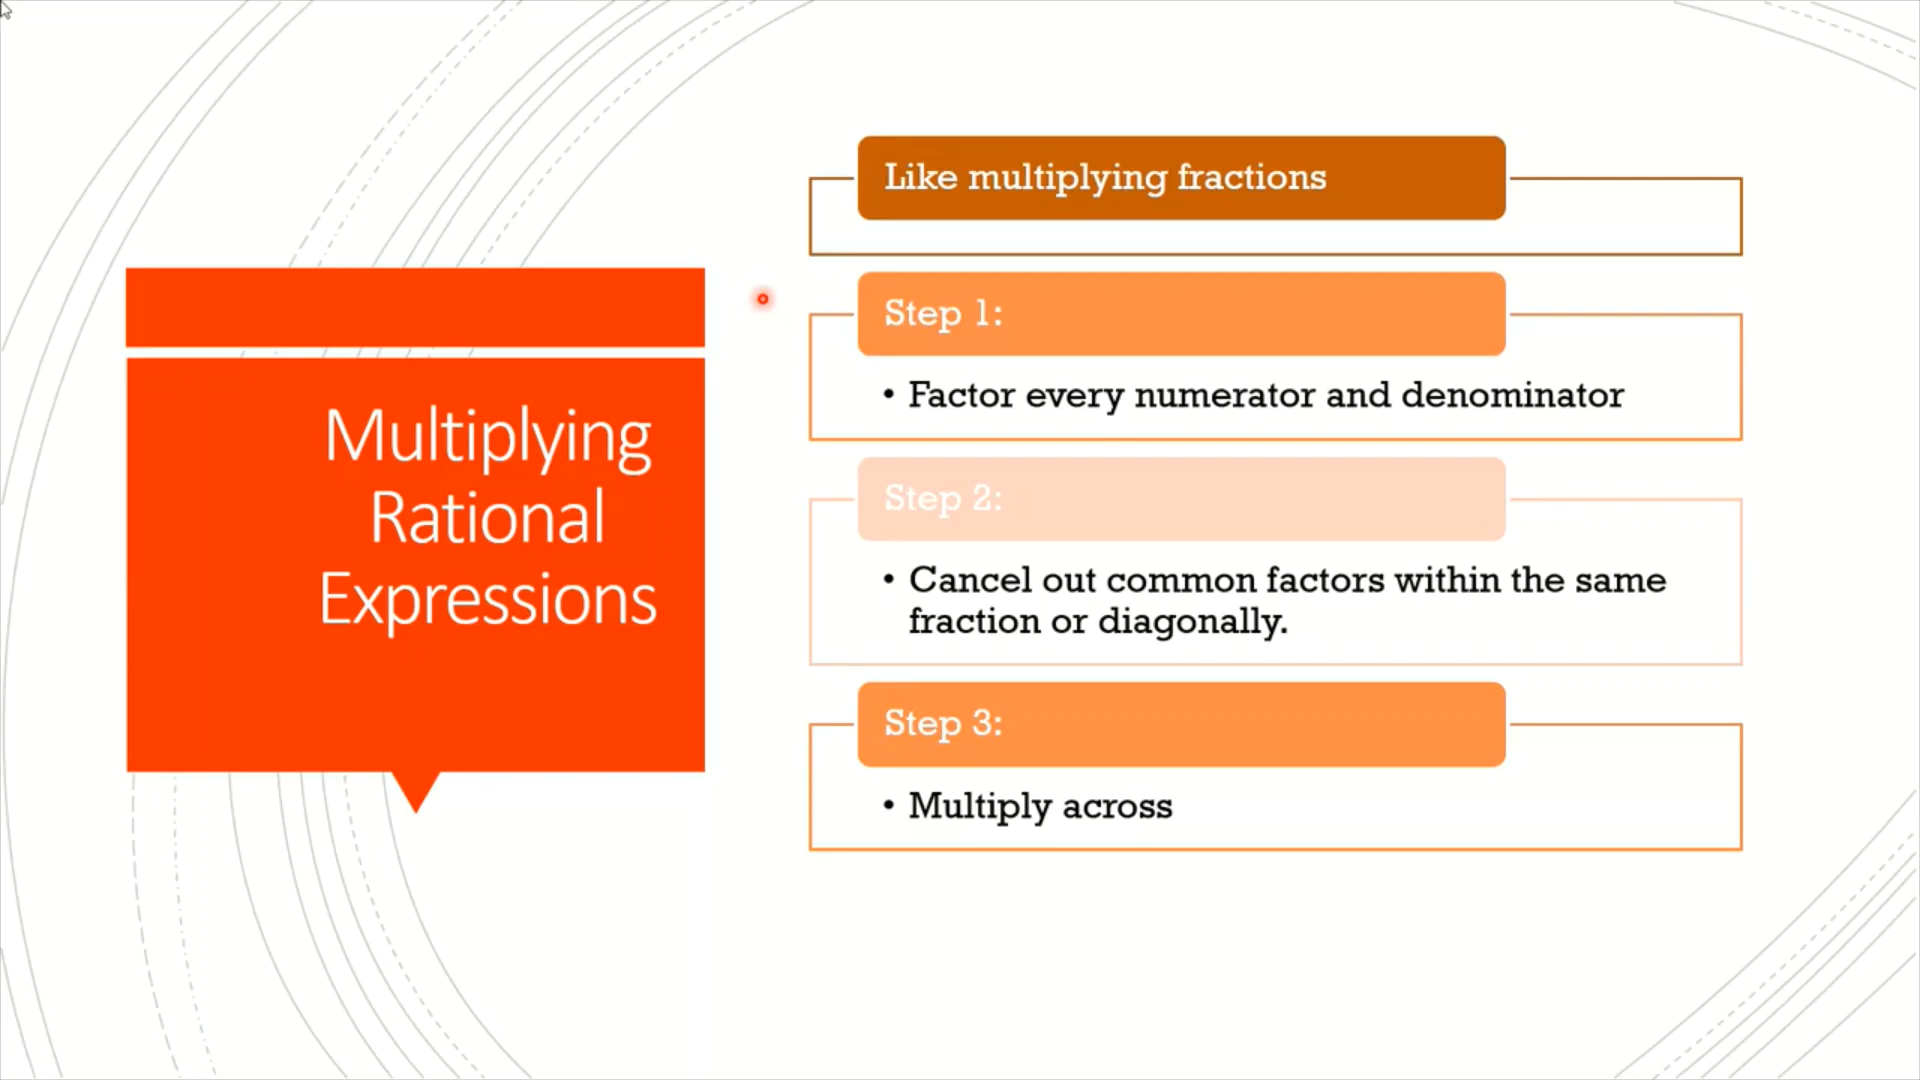 Multiplying
Rational
Expressions
Like multiplying fractions
Step 1:
• Factor every numerator and denominator
Step 2:
• Cancel out common factors within the same
fraction or diagonally.
Step 3:
• Multiply across